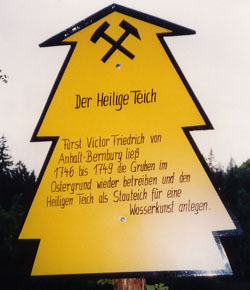 Der Heilige Teich
Fürst Victor Friedrich von
Anhalt-Bernburg ließ
1746 bis 1749 die Gruben im
Ostergrund wieder betreiben und den
Heiligen Teich als Stauteich für eine
Wasserkunst anlegen.